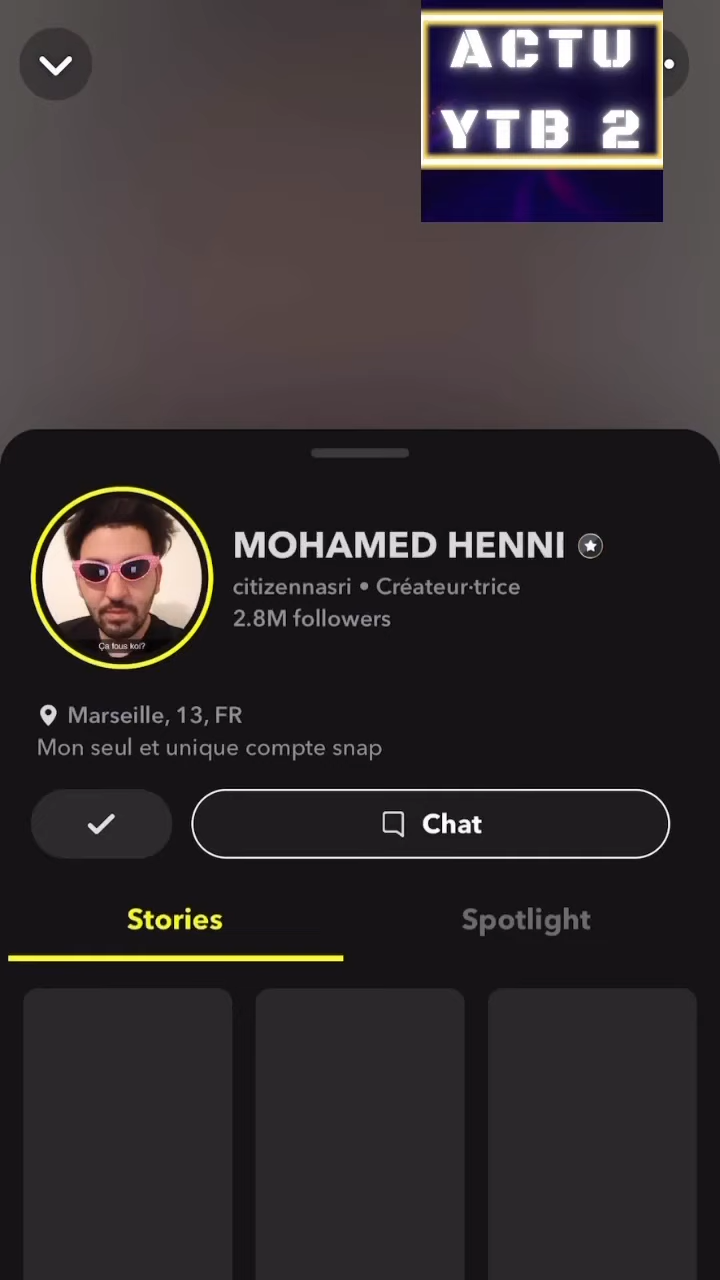 ACTU
YTB 2
MOHAMED HENNI
citizennasri • Créateur·trice
2.8M followers
Ça fous koi?
Marseille, 13, FR
Mon seul et unique compte snap
Chat
Stories
Spotlight